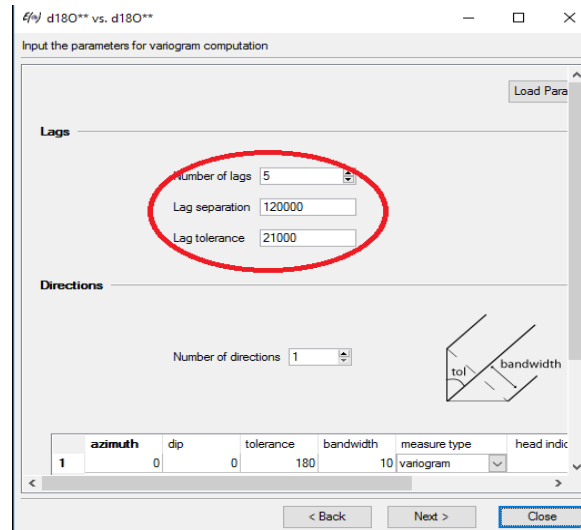 E(m) d18O** vs. d18O**
Input the parameters for variogram computation
Load Para
Lags
Number of lags 5
Lag separation 120000
Lag tolerance 21000
Directions
Number of directions 1
tol
bandwidth
azimuth dip tolerance bandwidth measure type head indic
1 0 0 180 10 variogram
< Back Next > Close